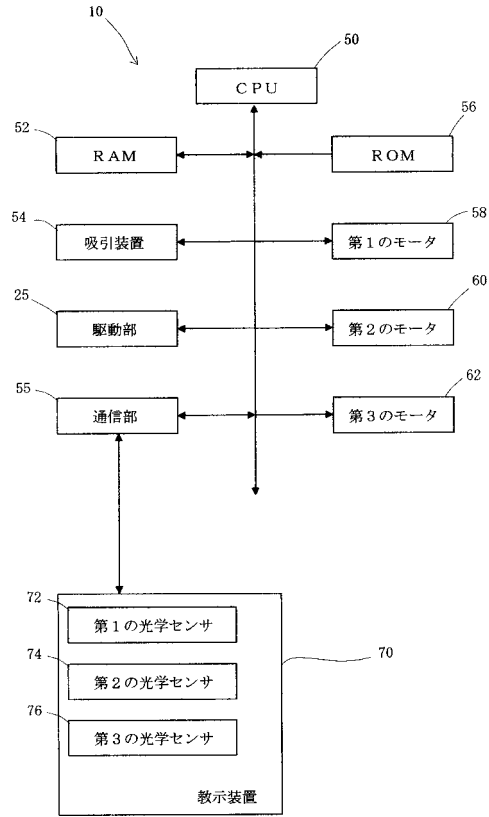 10
50
CPU
52
RAM
56
ROM
54
吸引装置
58
第1のモータ
25
駆動部
60
第2のモータ
55
通信部
62
第3のモータ
72
第1の光学センサ
74
第2の光学センサ
70
76
第3の光学センサ
教示装置